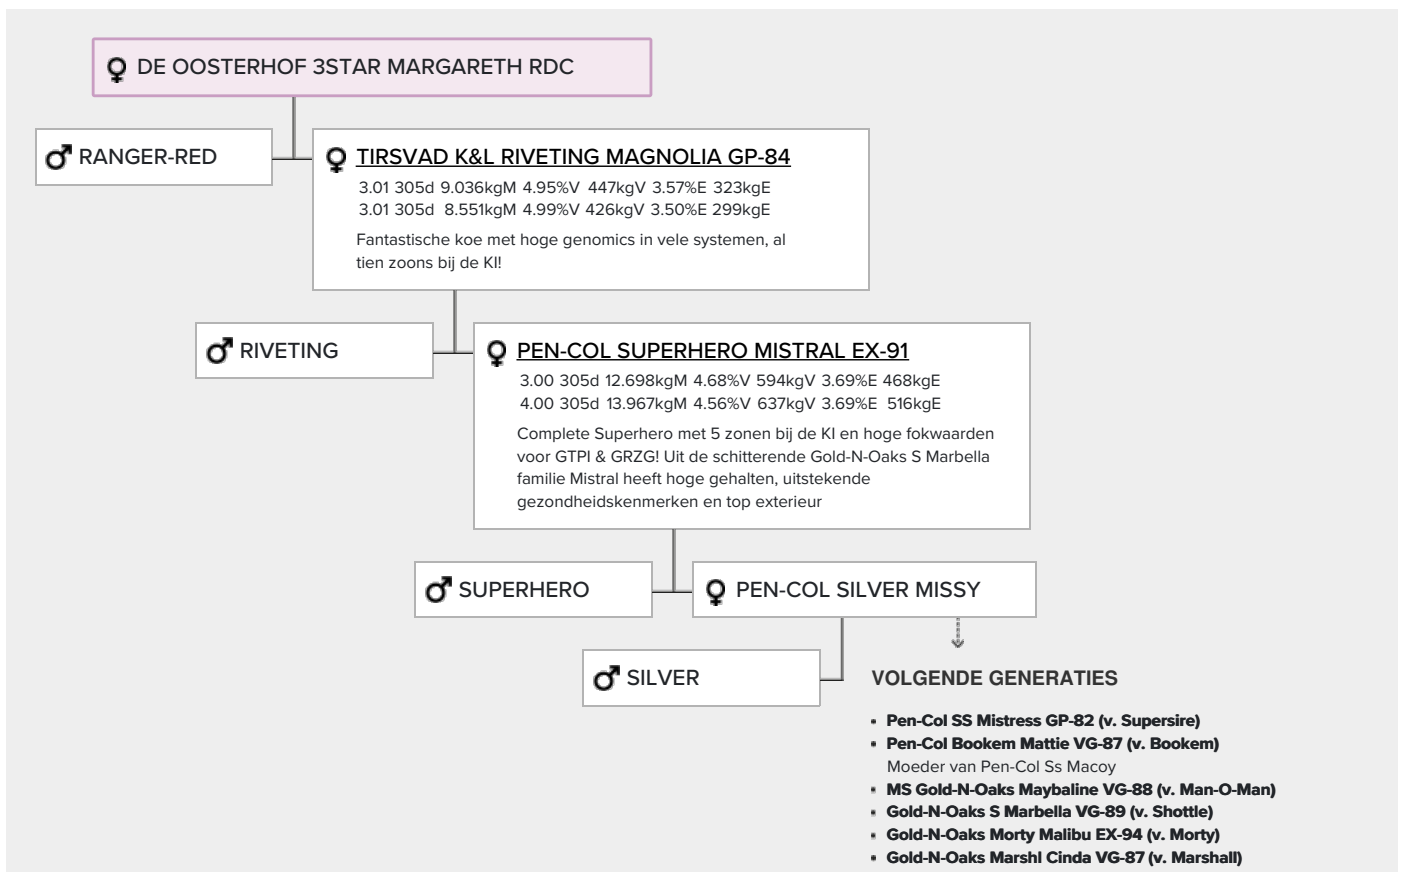 DE OOSTERHOF 3STAR MARGARETH RDC
RANGER-RED
TIRSVAD K&L RIVETING MAGNOLIA GP-84
3.01 305d 9.036kgM 4.95%V 447kgV 3.57%E 323kgE
3.01 305d 8.551kgM 4.99%V 426kgV 3.50%E 299kgE
Fantastische koe met hoge genomics in vele systemen, al
tien zoons bij de KI!
RIVETING
PEN-COL SUPERHERO MISTRAL EX-91
3.00 305d 12.698kgM 4.68%V 594kgV 3.69%E 468kgE
4.00 305d 13.967kgM 4.56%V 637kgV 3.69%E 516kgE
Complete Superhero met 5 zonen bij de KI en hoge fokwaarden
voor GTPI & GRZG! Uit de schitterende Gold-N-Oaks S Marbella
familie Mistral heeft hoge gehalten, uitstekende
gezondheidskenmerken en top exterieur
SUPERHERO
PEN-COL SILVER MISSY
SILVER
VOLGENDE GENERATIES
• Pen-Col SS Mistress GP-82 (v. Supersire)
• Pen-Col Bookem Mattie VG-87 (v. Bookem)
Moeder van Pen-Col Ss Macoy
• MS Gold-N-Oaks Maybaline VG-88 (v. Man-O-Man)
• Gold-N-Oaks S Marbella VG-89 (v. Shottle)
• Gold-N-Oaks Morty Malibu EX-94 (v. Morty)
• Gold-N-Oaks Marshl Cinda VG-87 (v. Marshall)